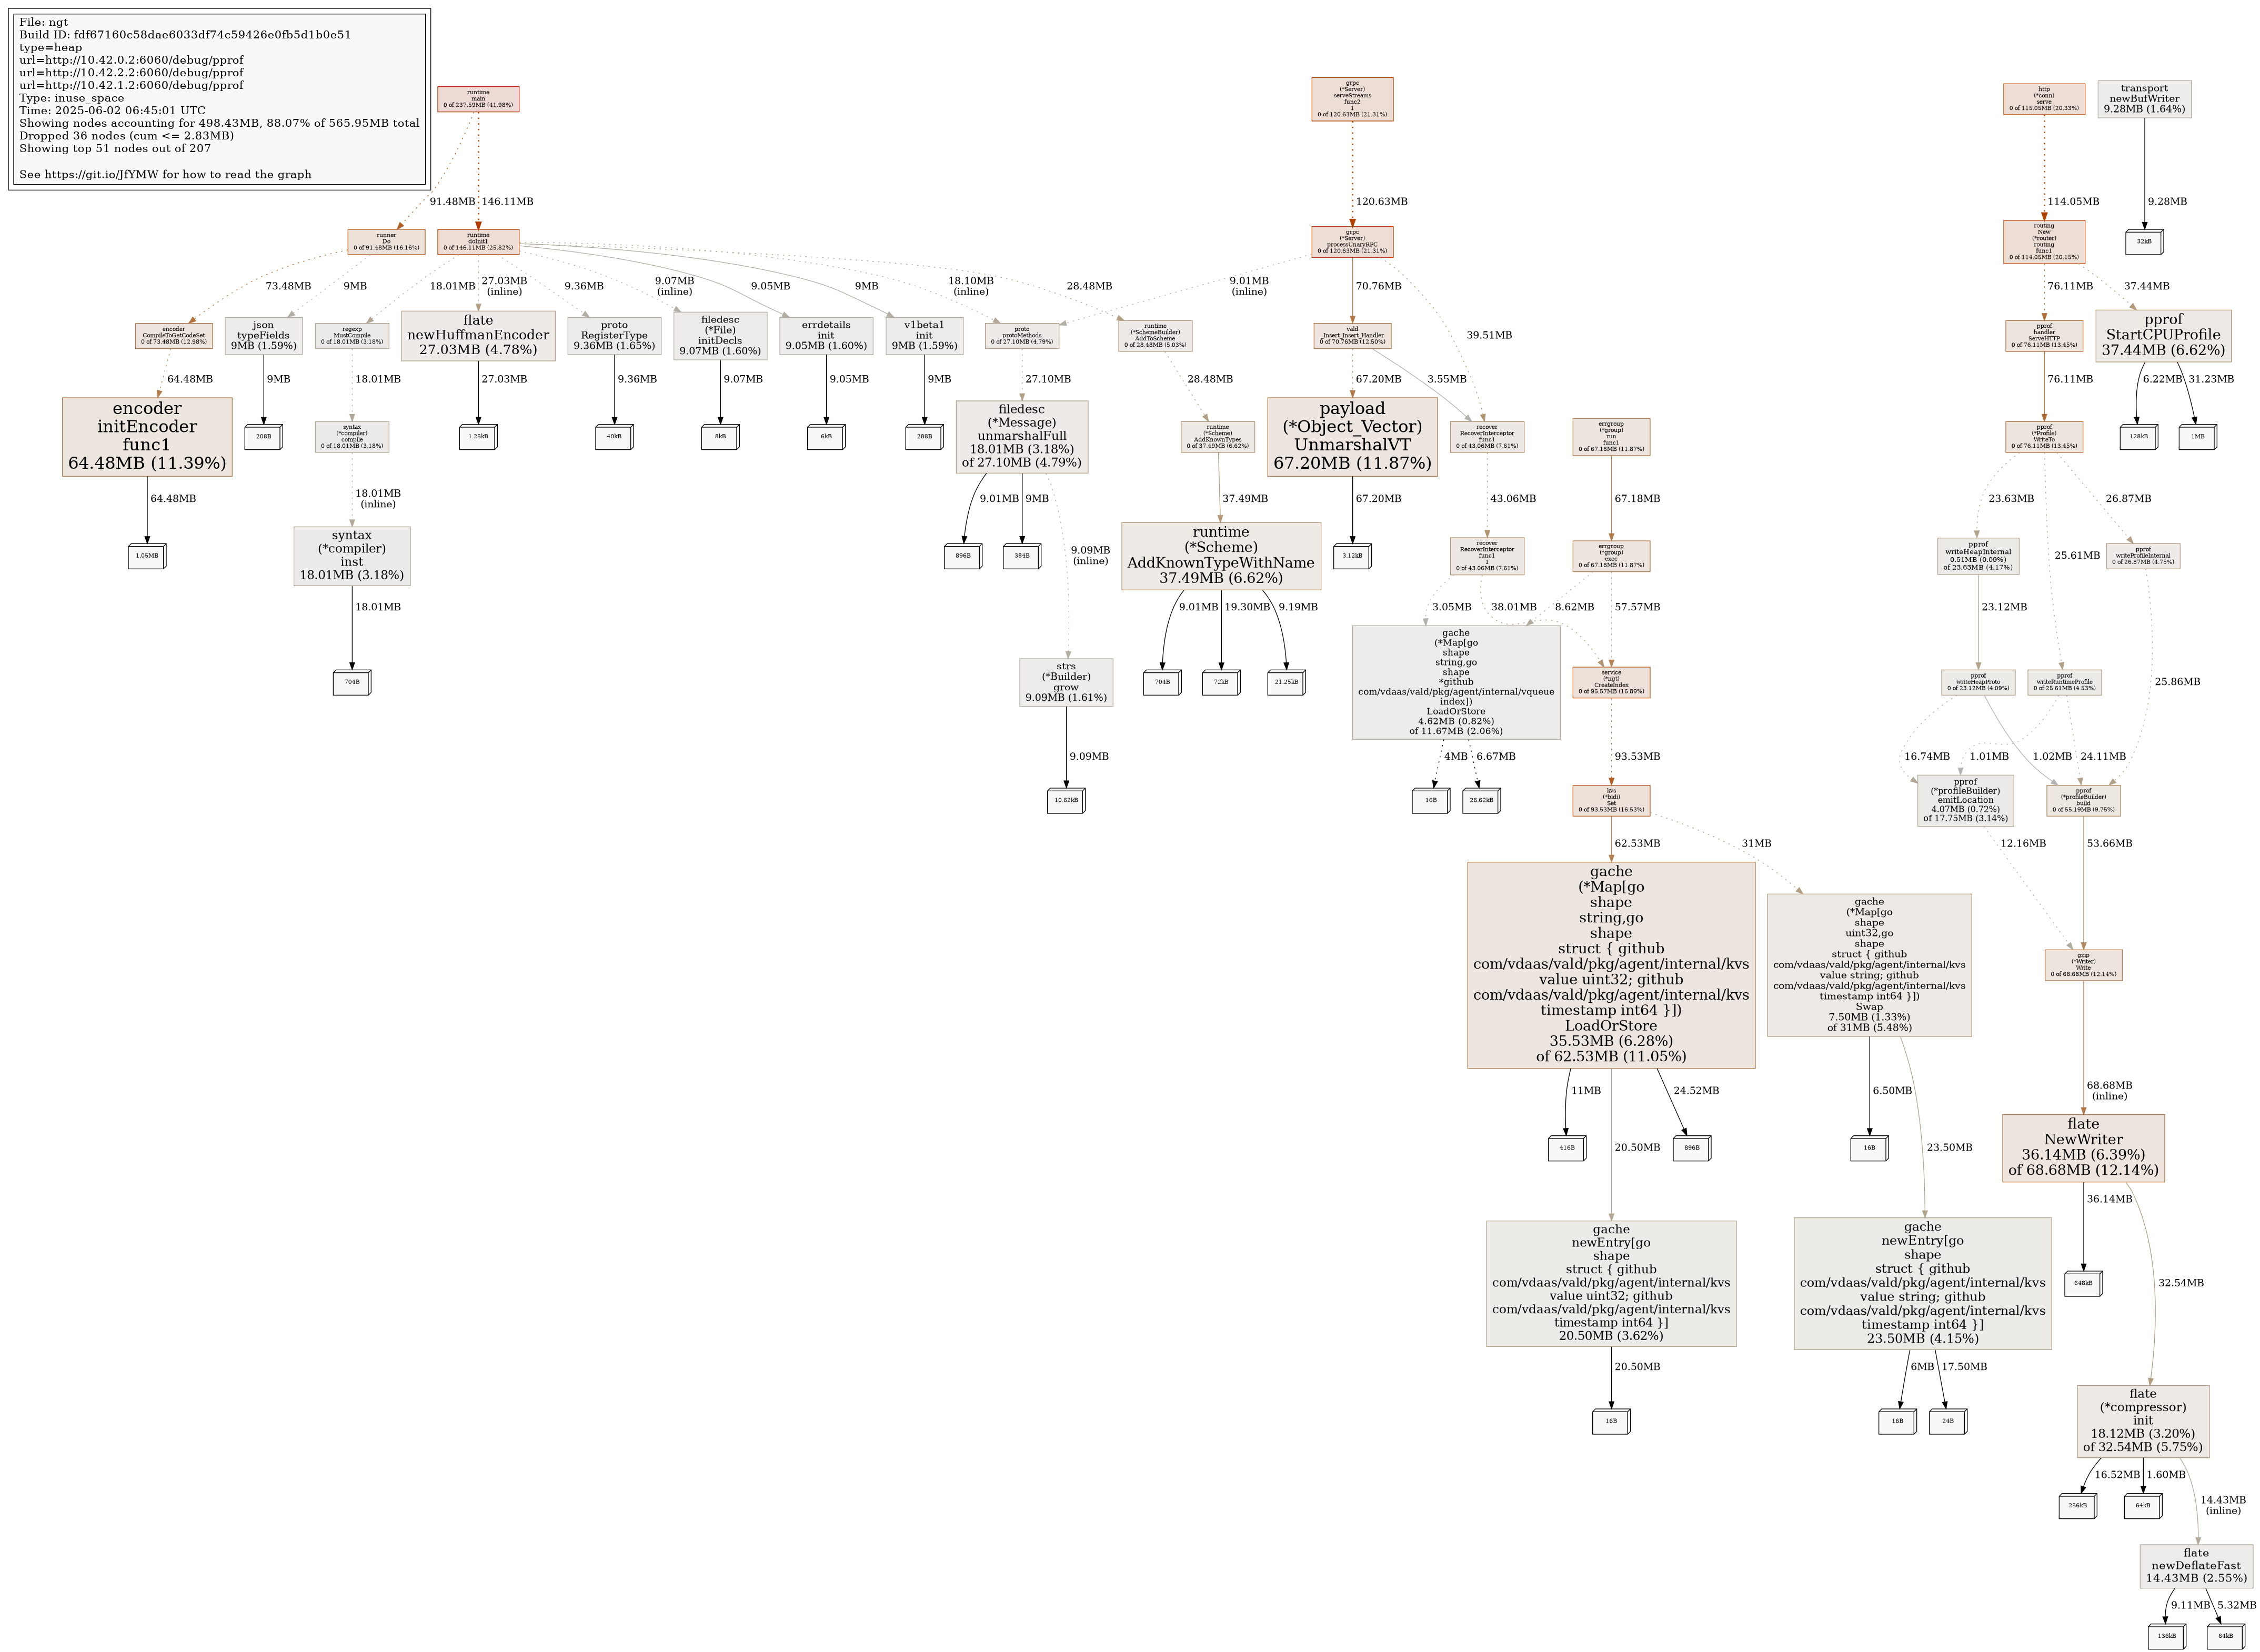 File: ngt
Build ID: fdf67160c58dae6033df74c59426e0fb5d1b0e51
type=heap
url=http://10.42.0.2:6060/debug/pprof
url=http://10.42.2.2:6060/debug/pprof
url=http://10.42.1.2:6060/debug/pprof
Type: inuse_space
Time: 2025-06-02 06:45:01 UTC
Showing nodes accounting for 498.43MB, 88.07% of 565.95MB total
Dropped 36 nodes (cum <= 2.83MB)
Showing top 51 nodes out of 207
See https://git.io/JfYMW for how to read the graph
runtime
main
0 of 237.59MB (41.98%)
grpc
(*Server)
serveStreams
func2
1
0 of 120.63MB (21.31%)
http
(*conn)
serve
0 of 115.05MB (20.33%)
transport
newBufWriter
9.28MB (1.64%)
91.48MB
146.11MB
120.63MB
114.05MB
9.28MB
runner
Do
0 of 91.48MB (16.16%)
runtime
doInit1
0 of 146.11MB (25.82%)
grpc
(*Server)
processUnaryRPC
0 of 120.63MB (21.31%)
routing
New
(*router)
routing
func1
0 of 114.05MB (20.15%)
32kB
73.48MB
9MB
18.01MB
27.03MB
(inline)
9.36MB
9.07MB
(inline)
9.05MB
9MB
18.10MB
(inline)
28.48MB
9.01MB
(inline)
70.76MB
39.51MB
76.11MB
37.44MB
encoder
CompileToGetCodeSet
0 of 73.48MB (12.98%)
json
typeFields
9MB (1.59%)
regexp
MustCompile
0 of 18.01MB (3.18%)
flate
newHuffmanEncoder
27.03MB (4.78%)
proto
RegisterType
9.36MB (1.65%)
filedesc
(*File)
initDecls
9.07MB (1.60%)
errdetails
init
9.05MB (1.60%)
v1beta1
init
9MB (1.59%)
proto
protoMethods
0 of 27.10MB (4.79%)
runtime
(*SchemeBuilder)
AddToScheme
0 of 28.48MB (5.03%)
vald
Insert_Insert_Handler
0 of 70.76MB (12.50%)
pprof
handler
ServeHTTP
0 of 76.11MB (13.45%)
pprof
StartCPUProfile
37.44MB (6.62%)
64.48MB
9MB
18.01MB
27.03MB
9.36MB
9.07MB
9.05MB
9MB
27.10MB
28.48MB
67.20MB
3.55MB
76.11MB
6.22MB
31.23MB
encoder
initEncoder
func1
64.48MB (11.39%)
208B
syntax
(*compiler)
compile
0 of 18.01MB (3.18%)
1.25kB
40kB
8kB
6kB
288B
filedesc
(*Message)
unmarshalFull
18.01MB (3.18%)
of 27.10MB (4.79%)
runtime
(*Scheme)
AddKnownTypes
0 of 37.49MB (6.62%)
payload
(*Object_Vector)
UnmarshalVT
67.20MB (11.87%)
recover
RecoverInterceptor
func1
0 of 43.06MB (7.61%)
errgroup
(*group)
run
func1
0 of 67.18MB (11.87%)
pprof
(*Profile)
WriteTo
0 of 76.11MB (13.45%)
128kB
1MB
64.48MB
18.01MB
(inline)
9.01MB
9MB
9.09MB
(inline)
37.49MB
67.20MB
43.06MB
67.18MB
23.63MB
25.61MB
26.87MB
1.05MB
syntax
(*compiler)
inst
18.01MB (3.18%)
896B
384B
runtime
(*Scheme)
AddKnownTypeWithName
37.49MB (6.62%)
3.12kB
recover
RecoverInterceptor
func1
1
0 of 43.06MB (7.61%)
errgroup
(*group)
exec
0 of 67.18MB (11.87%)
pprof
writeHeapInternal
0.51MB (0.09%)
of 23.63MB (4.17%)
pprof
writeProfileInternal
0 of 26.87MB (4.75%)
18.01MB
9.01MB
19.30MB
9.19MB
3.05MB
38.01MB
8.62MB
57.57MB
23.12MB
25.86MB
704B
strs
(*Builder)
grow
9.09MB (1.61%)
704B
72kB
21.25kB
gache
(*Map[go
shape
string,go
shape
*github
com/vdaas/vald/pkg/agent/internal/vqueue
index])
LoadOrStore
4.62MB (0.82%)
of 11.67MB (2.06%)
service
(*ngt)
CreateIndex
0 of 95.57MB (16.89%)
pprof
writeHeapProto
0 of 23.12MB (4.09%)
pprof
writeRuntimeProfile
0 of 25.61MB (4.53%)
9.09MB
4MB
6.67MB
93.53MB
16.74MB
1.01MB
1.02MB
24.11MB
10.62kB
16B
26.62kB
kvs
(*bidi)
Set
0 of 93.53MB (16.53%)
pprof
(*profileBuilder)
emitLocation
4.07MB (0.72%)
of 17.75MB (3.14%)
pprof
(*profileBuilder)
build
0 of 55.19MB (9.75%)
62.53MB
31MB
12.16MB
53.66MB
gache
(*Map[go
shape
string,go
shape
struct { github
com/vdaas/vald/pkg/agent/internal/kvs
value uint32; github
com/vdaas/vald/pkg/agent/internal/kvs
timestamp int64 }])
LoadOrStore
35.53MB (6.28%)
of 62.53MB (11.05%)
gache
(*Map[go
shape
uint32,go
shape
struct { github
com/vdaas/vald/pkg/agent/internal/kvs
value string; github
com/vdaas/vald/pkg/agent/internal/kvs
timestamp int64 }])
Swap
7.50MB (1.33%)
of 31MB (5.48%)
gzip
(*Writer)
Write
0 of 68.68MB (12.14%)
11MB
20.50MB
24.52MB
6.50MB
23.50MB
68.68MB
(inline)
416B
896B
16B
flate
NewWriter
36.14MB (6.39%)
of 68.68MB (12.14%)
36.14MB
32.54MB
gache
newEntry[go
shape
struct { github
com/vdaas/vald/pkg/agent/internal/kvs
value uint32; github
com/vdaas/vald/pkg/agent/internal/kvs
timestamp int64 }]
20.50MB (3.62%)
gache
newEntry[go
shape
struct { github
com/vdaas/vald/pkg/agent/internal/kvs
value string; github
com/vdaas/vald/pkg/agent/internal/kvs
timestamp int64 }]
23.50MB (4.15%)
648kB
20.50MB
6MB
17.50MB
16B
16B
24B
flate
(*compressor)
init
18.12MB (3.20%)
of 32.54MB (5.75%)
16.52MB
1.60MB
14.43MB
(inline)
256kB
64kB
flate
newDeflateFast
14.43MB (2.55%)
9.11MB
5.32MB
136kB
64kB